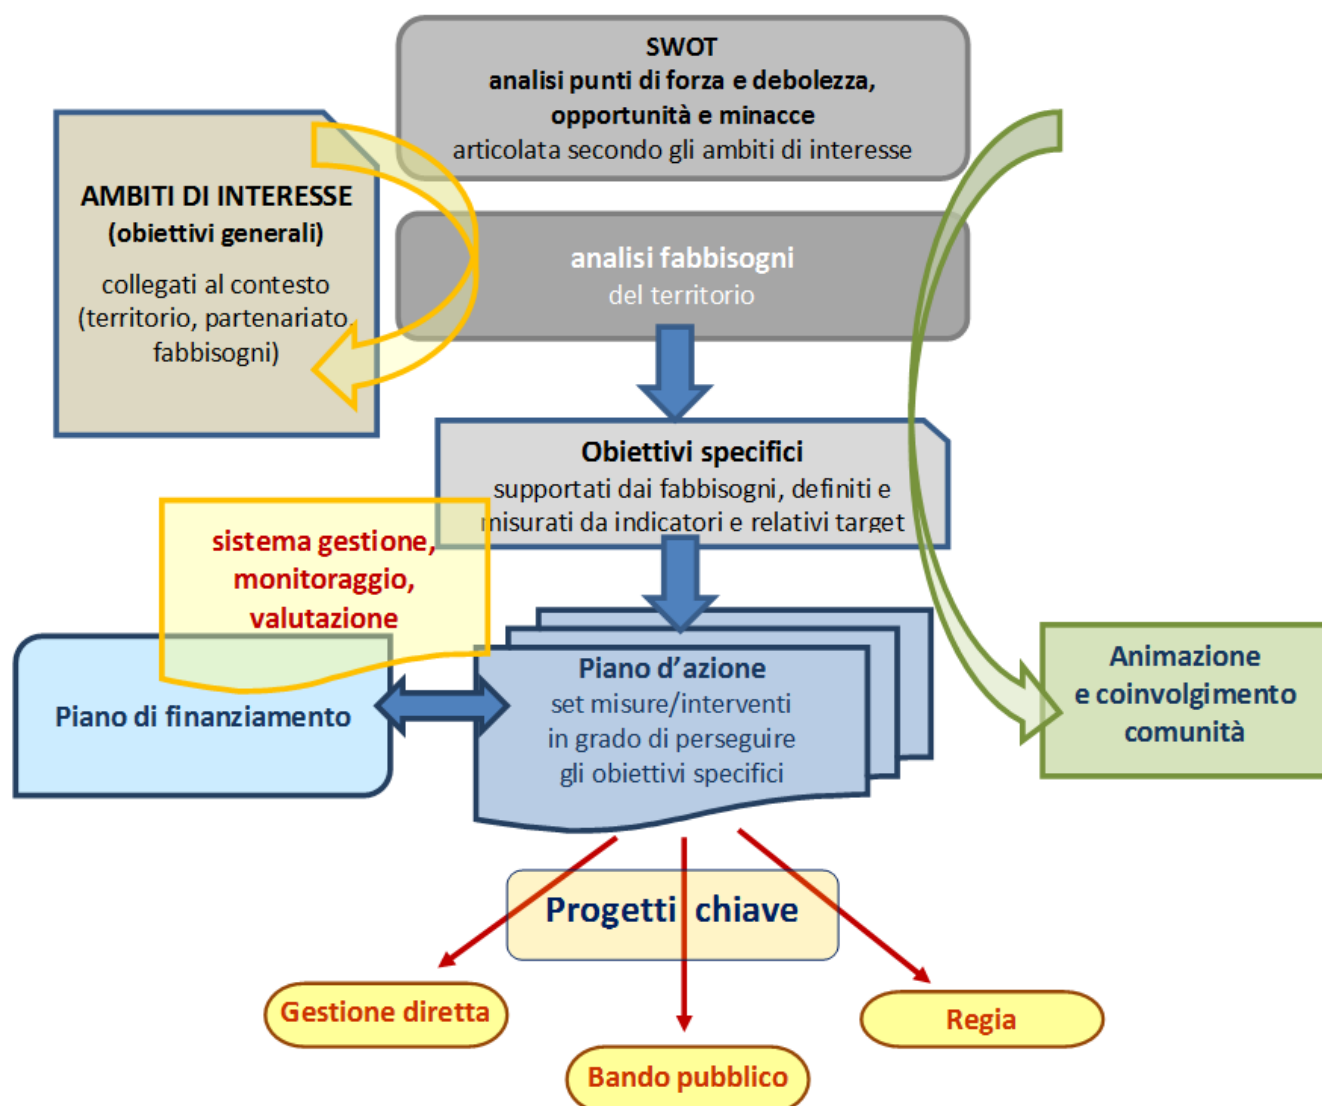 SWOT
analisi punti di forza e debolezza,
opportunità e minacce
articolata secondo gli ambiti di interesse
AMBITI DI INTERESSE
(obiettivi generali)
collegati al contesto
(territorio, partenariato,
fabbisogni)
analisi fabbisogni
del territorio
Obiettivi specifici
supportati dai fabbisogni, definiti e
misurati da indicatori e relativi target
sistema gestione,
monitoraggio,
valutazione
Piano di finanziamento
Piano d’azione
set misure/interventi
in grado di perseguire
gli obiettivi specifici
Animazione
e coinvolgimento
comunità
Progetti chiave
Gestione diretta
Regia
Bando pubblico